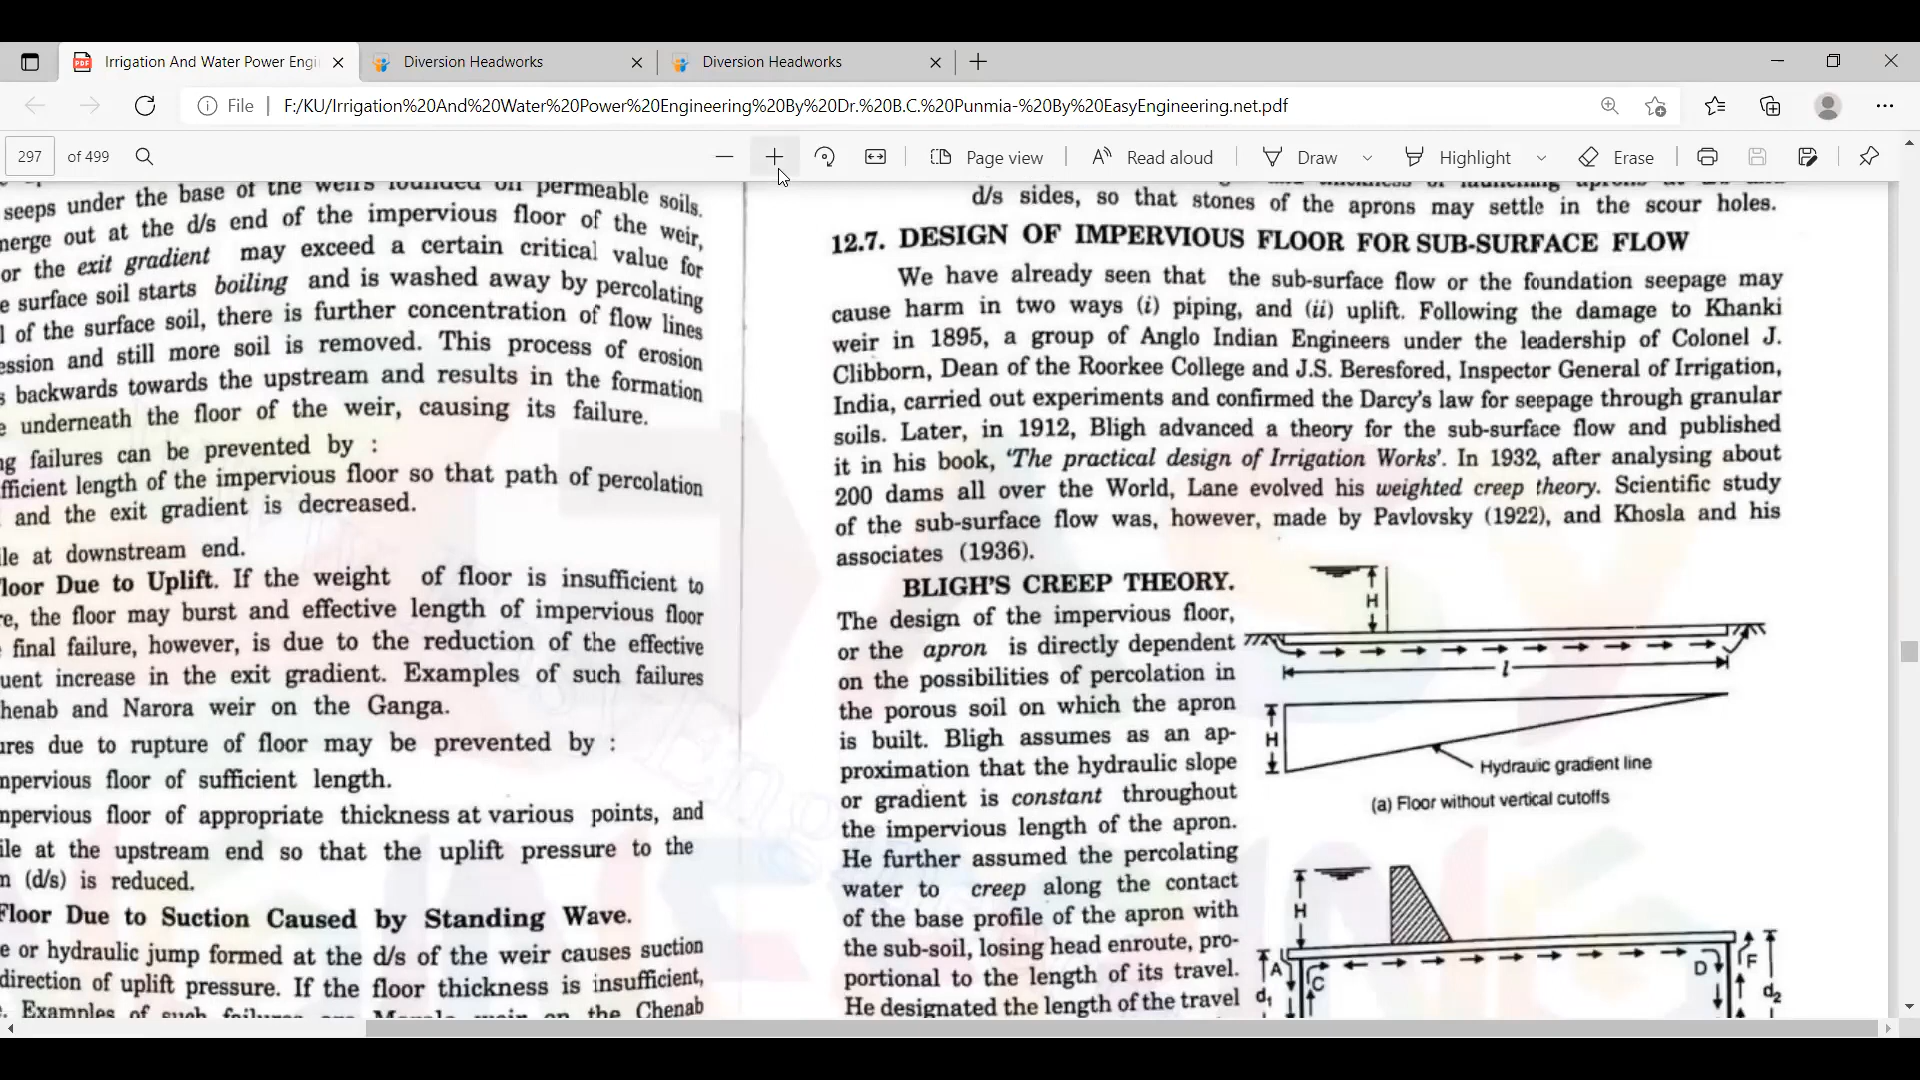 Irrigation And Water Power Engi
Diversion Headworks
Diversion Headworks
File
F:/KU/Irrigation%20And%20Water%20Power%20Engineering%20By%20Dr.%20B.C.%20Punmia-%20By%20EasyEngineering.net.pdf
297 of 499
Page view
Read aloud
Draw
Highlight
Erase
seeps under the base of the weirs founded on permeable soils.
merge out at the d/s end of the impervious floor of the weir,
or the exit gradient may exceed a certain critical value for
e surface soil starts boiling and is washed away by percolating
l of the surface soil, there is further concentration of flow lines
ession and still more soil is removed. This process of erosion
s backwards towards the upstream and results in the formation
e underneath the floor of the weir, causing its failure.
ng failures can be prevented by :
fficient length of the impervious floor so that path of percolation
and the exit gradient is decreased.
ile at downstream end.
loor Due to Uplift. If the weight of floor is insufficient to
re, the floor may burst and effective length of impervious floor
final failure, however, is due to the reduction of the effective
uent increase in the exit gradient. Examples of such failures
henab and Narora weir on the Ganga.
ures due to rupture of floor may be prevented by :
mpervious floor of sufficient length.
mpervious floor of appropriate thickness at various points, and
ile at the upstream end so that the uplift pressure to the
m (d/s) is reduced.
Floor Due to Suction Caused by Standing Wave.
e or hydraulic jump formed at the d/s of the weir causes suction
direction of uplift pressure. If the floor thickness is insufficient,
. Examples of such failures are weir on the Chenab
d/s sides, so that stones of the aprons may settle in the scour holes.
12.7. DESIGN OF IMPERVIOUS FLOOR FOR SUB-SURFACE FLOW
We have already seen that the sub-surface flow or the foundation seepage may
cause harm in two ways (i) piping, and (ii) uplift. Following the damage to Khanki
weir in 1895, a group of Anglo Indian Engineers under the leadership of Colonel J.
Clibborn, Dean of the Roorkee College and J.S. Beresford, Inspector General of Irrigation,
India, carried out experiments and confirmed the Darcy's law for seepage through granular
soils. Later, in 1912, Bligh advanced a theory for the sub-surface flow and published
it in his book, 'The practical design of Irrigation Works'. In 1932, after analysing about
200 dams all over the World, Lane evolved his weighted creep theory. Scientific study
of the sub-surface flow was, however, made by Pavlovsky (1922), and Khosla and his
associates (1936).
BLIGH'S CREEP THEORY.
The design of the impervious floor,
or the apron is directly dependent
on the possibilities of percolation in
the porous soil on which the apron
is built. Bligh assumes as an ap-
proximation that the hydraulic slope
or gradient is constant throughout
the impervious length of the apron.
He further assumed the percolating
water to creep along the contact
of the base profile of the apron with
the sub-soil, losing head enroute, pro-
portional to the length of its travel.
He designated the length of the travel
H
l
H
Hydraulic gradient line
(a) Floor without vertical cutoffs
H
A
C
D
F
d1
d2